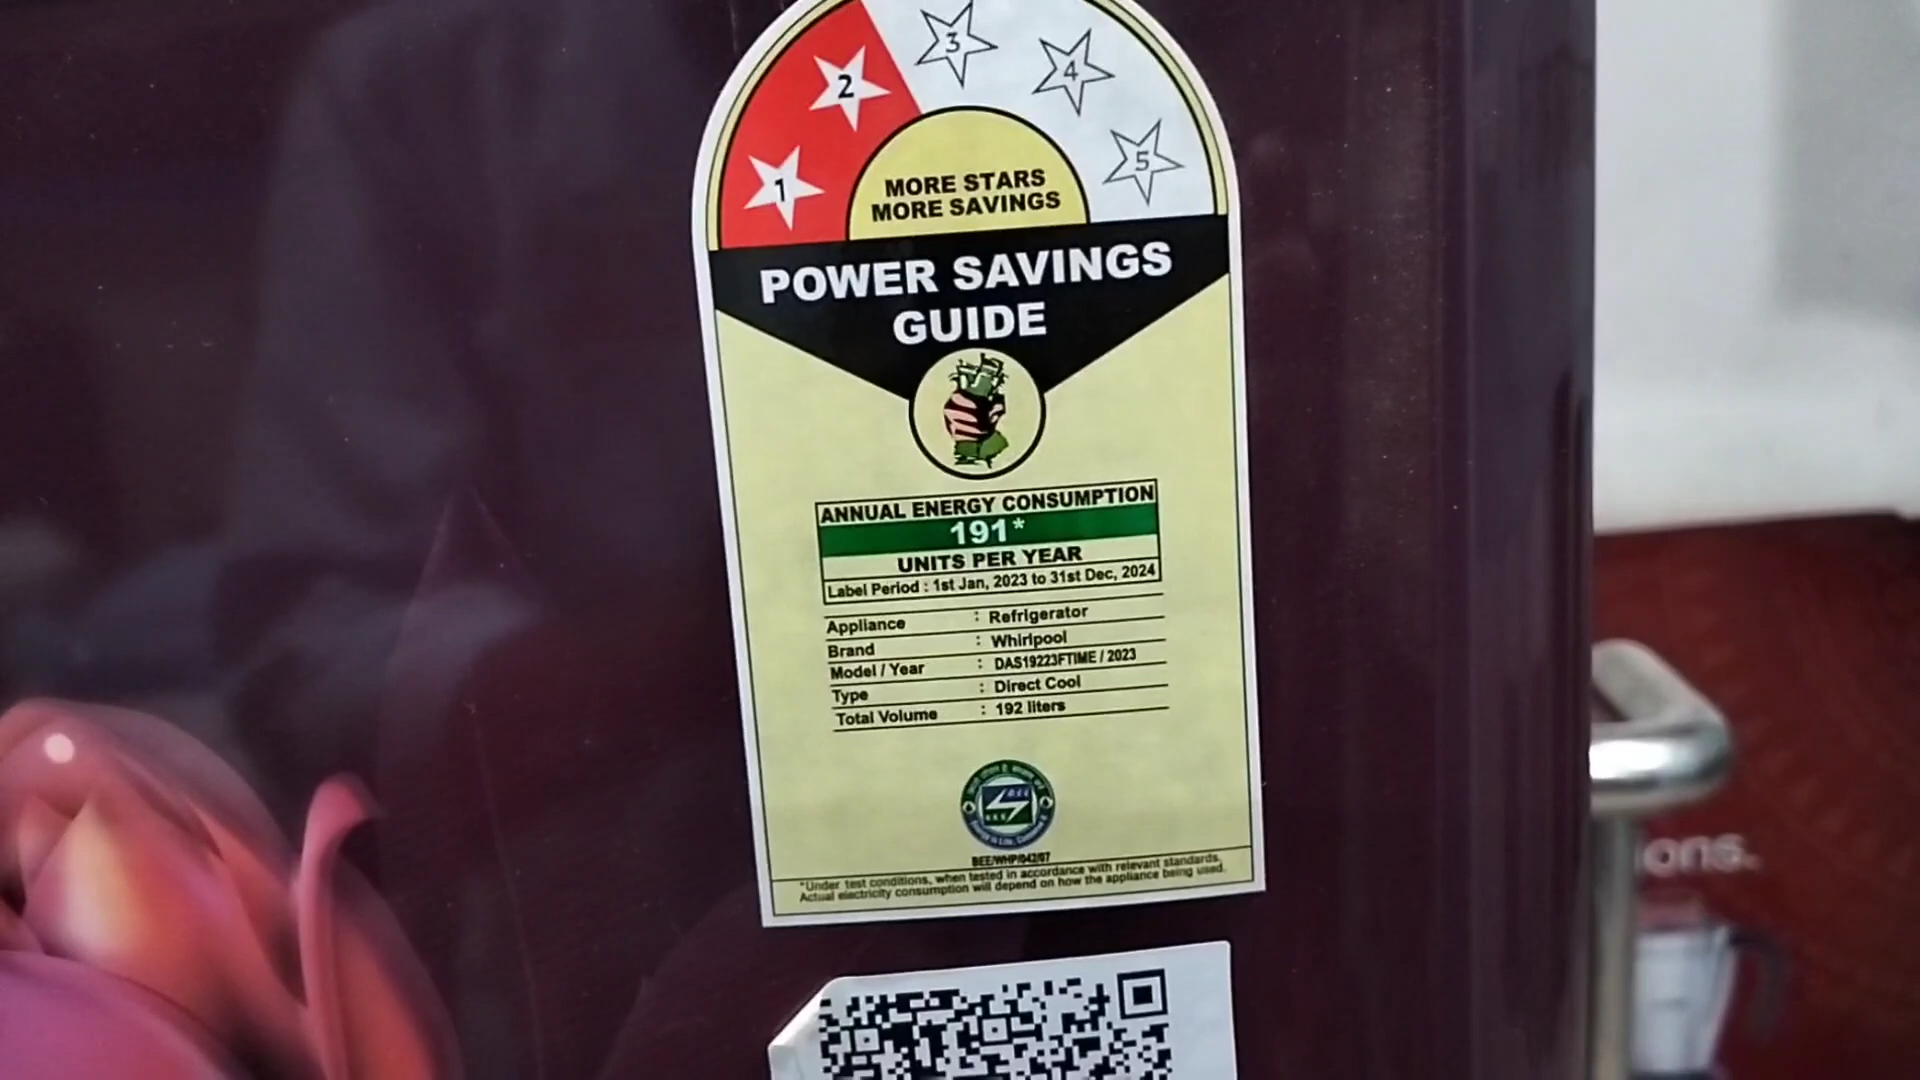 3
2
4
1
5
MORE STARS
MORE SAVINGS
POWER SAVINGS
GUIDE
ANNUAL ENERGY CONSUMPTION
191*
UNITS PER YEAR
Label Period : 1st Jan, 2023 to 31st Dec, 2024
Appliance : Refrigerator
Brand : Whirlpool
Model / Year : DAS19223FTIME / 2023
Type : Direct Cool
Total Volume : 192 liters
BEE/WHP/042/07
*Under test conditions, when tested in accordance with relevant standards.
Actual electricity consumption will depend on how the appliance being used.
ons.